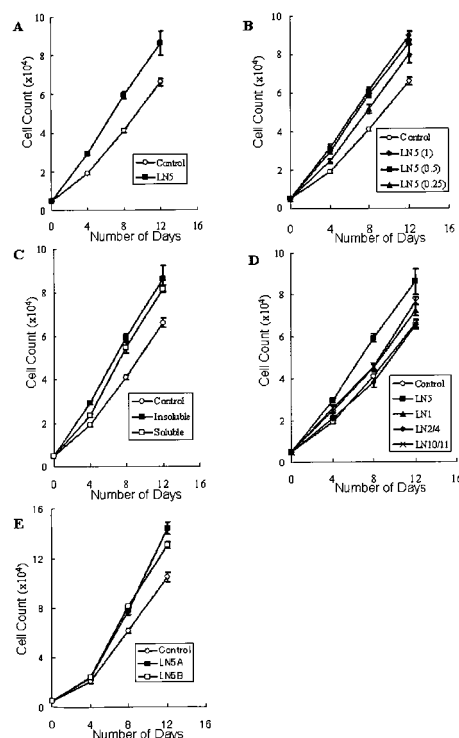 A
Cell Count (x10⁴)
10
8
6
4
2
0
Control
LN5
0 4 8 12 16
Number of Days
B
Cell Count (x10⁴)
10
8
6
4
2
0
Control
LN5 (1)
LN5 (0.5)
LN5 (0.25)
0 4 8 12 16
Number of Days
C
Cell Count (x10⁴)
10
8
6
4
2
0
Control
Insoluble
Soluble
0 4 8 12 16
Number of Days
D
Cell Count (x10⁴)
10
8
6
4
2
0
Control
LN5
LN1
LN2/4
LN10/11
0 4 8 12 16
Number of Days
E
Cell Count (x10⁴)
16
12
8
4
0
Control
LN5A
LN5B
0 4 8 12 16
Number of Days